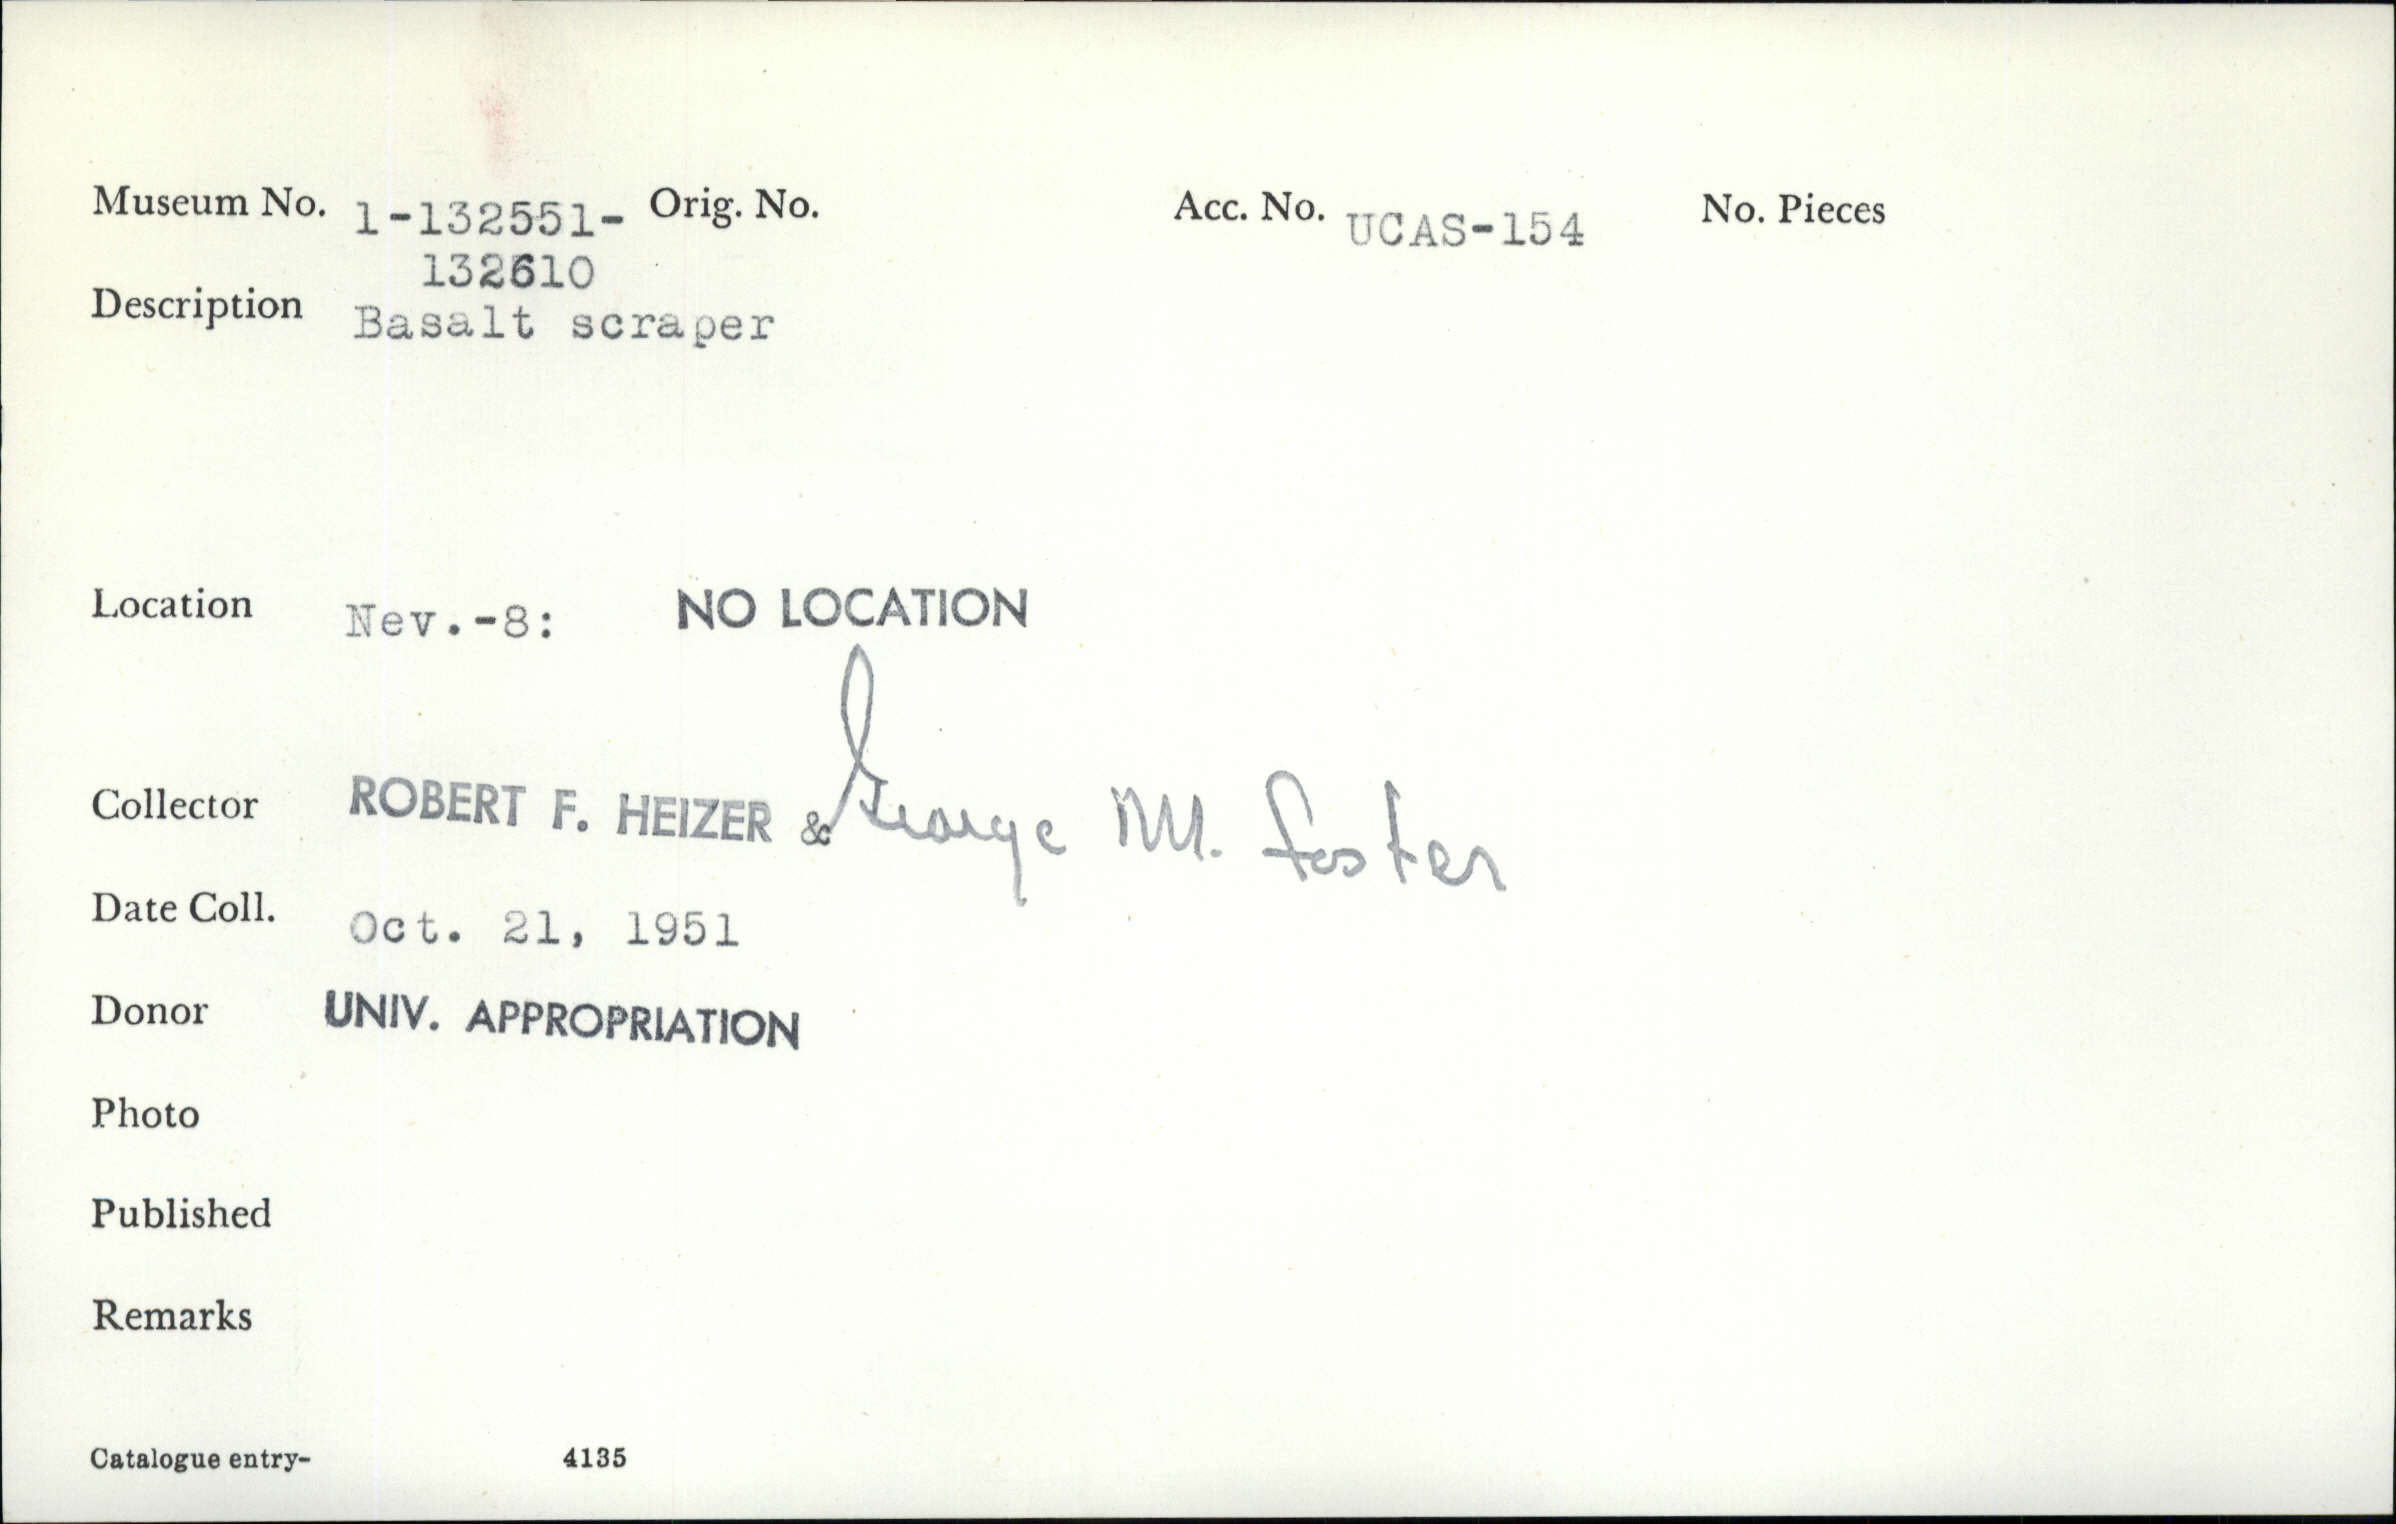 Museum No. 1-132551- Orig. No. Acc. No. UCAS-154 No. Pieces
132610
Description Basalt scraper
Location Nev.-8: NO LOCATION
Collector ROBERT F. HEIZER & George M. Foster
Date Coll. Oct. 21, 1951
Donor UNIV. APPROPRIATION
Photo
Published
Remarks
Catalogue entry- 4135